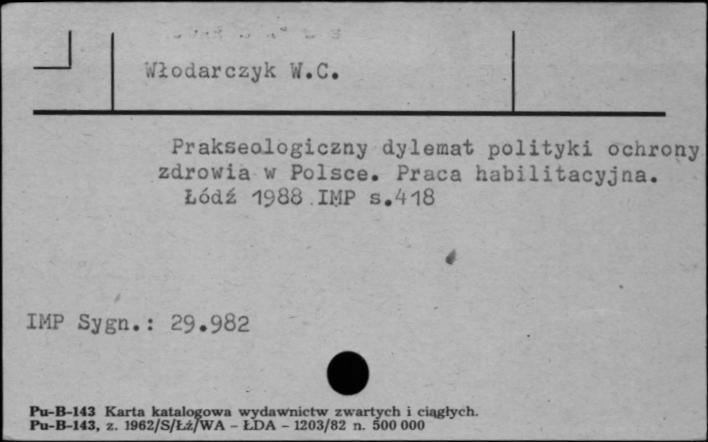 Włodarczyk W.C.
Prakseologiczny dylemat polityki ochrony
zdrowia w Polsce. Praca habilitacyjna.
Łódź 1988 IMP s.418
IMP Sygn.: 29.982
Pu-B-143 Karta katalogowa wydawnictw zwartych i ciągłych.
Pu-B-143, z. 1962/S/Łź/WA - ŁDA - 1203/82 n. 500 000